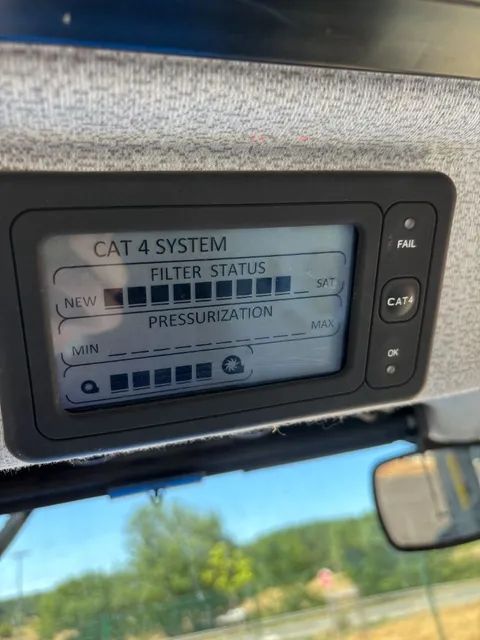 CAT 4 SYSTEM
FILTER STATUS
NEW SAT
PRESSURIZATION
MIN MAX
FAIL
CAT4
OK